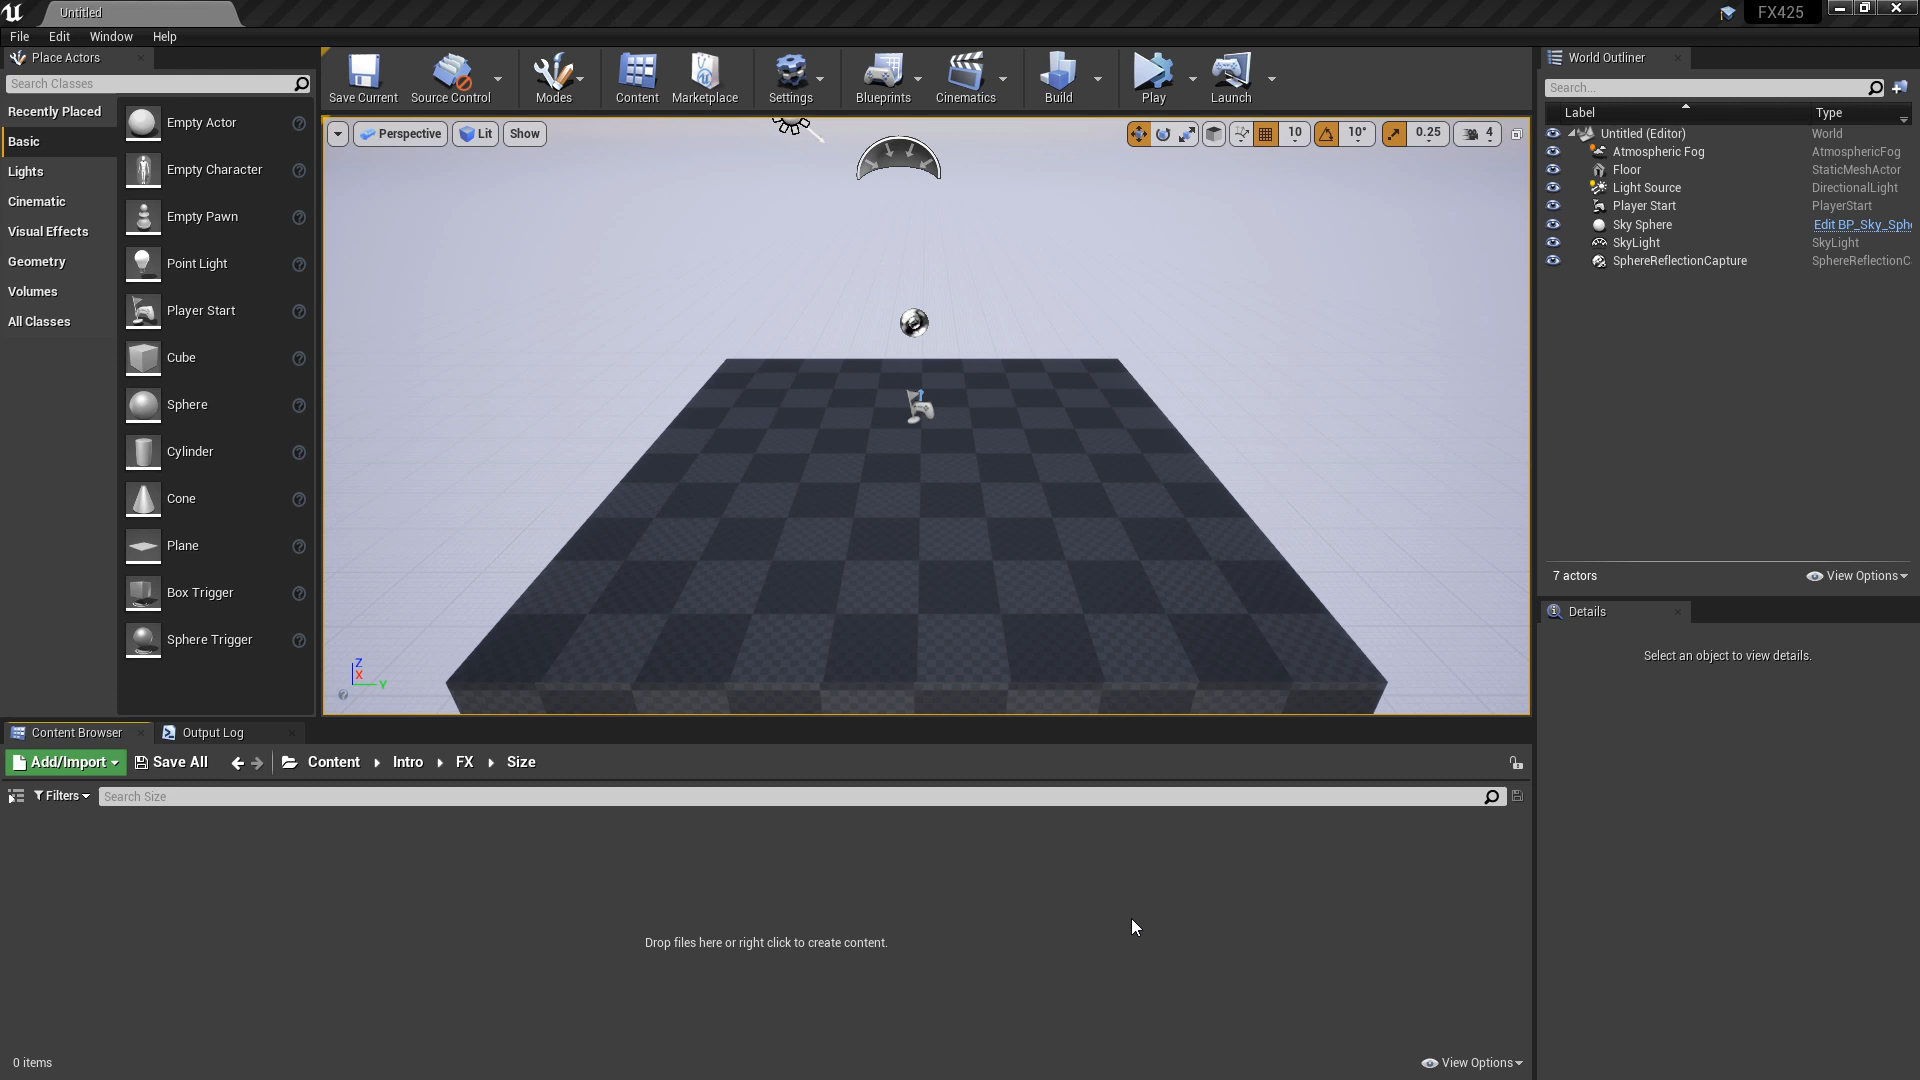 Untitled
FX425
File Edit Window Help
Place Actors
Search Classes
Recently Placed
Basic
Lights
Cinematic
Visual Effects
Geometry
Volumes
All Classes
Empty Actor
Empty Character
Empty Pawn
Point Light
Player Start
Cube
Sphere
Cylinder
Cone
Plane
Box Trigger
Sphere Trigger
Save Current
Source Control
Modes
Content
Marketplace
Settings
Blueprints
Cinematics
Build
Play
Launch
Perspective
Lit
Show
10
10°
0.25
4
Z
X
Y
World Outliner
Search...
Label Type
Untitled (Editor) World
Atmospheric Fog AtmosphericFog
Floor StaticMeshActor
Light Source DirectionalLight
Player Start PlayerStart
Sky Sphere Edit BP_Sky_Sph
SkyLight SkyLight
SphereReflectionCapture SphereReflectionC
7 actors
View Options
Details
Select an object to view details.
Content Browser
Output Log
Add/Import
Save All
Content
Intro
FX
Size
Filters
Search Size
Drop files here or right click to create content.
0 items
View Options